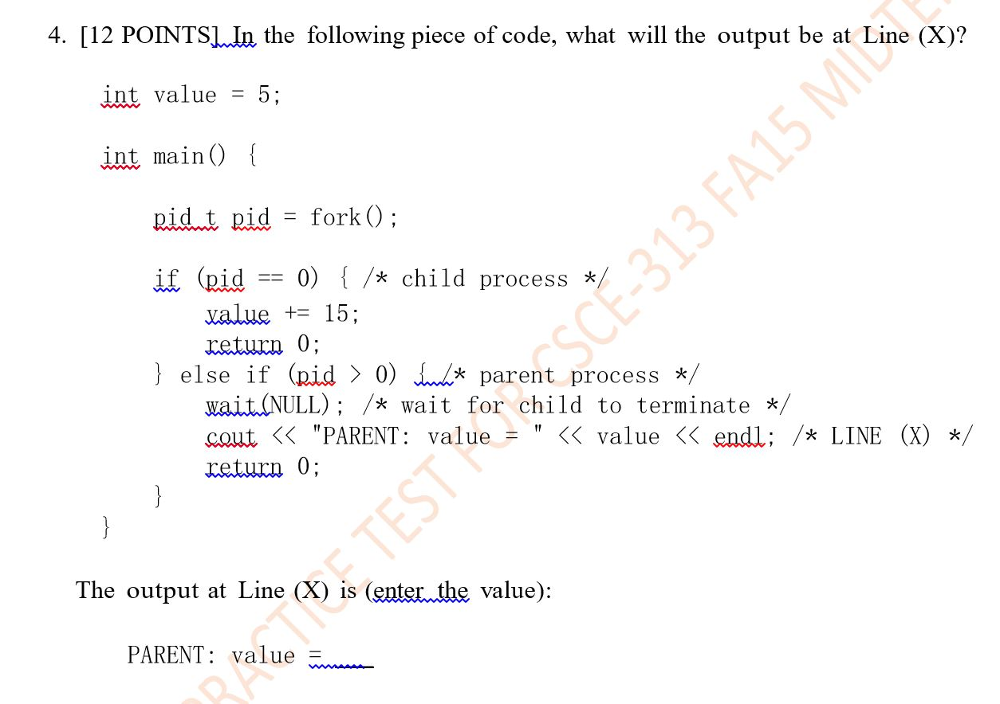 4. [12 POINTS] In the following piece of code, what will the output be at Line (X)?
int value = 5;
int main() {
pid_t pid = fork();
if (pid == 0) { /* child process */
value += 15;
return 0;
} else if (pid > 0) { /* parent process */
wait(NULL); /* wait for child to terminate */
cout << "PARENT: value = " << value << endl; /* LINE (X) */
return 0;
}
}
The output at Line (X) is (enter the value):
PARENT: value = ____
PRACTICE TEST FOR CSCE-313 FA15 MIDTE